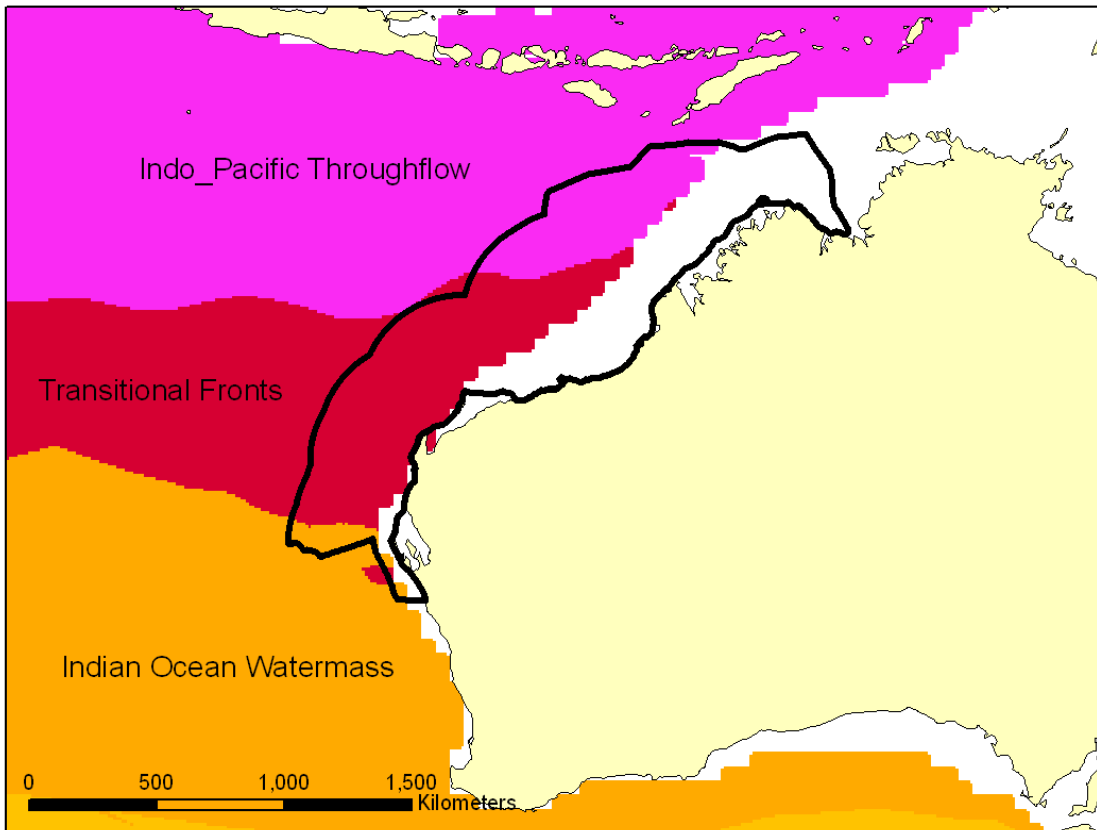 Indo_Pacific Throughflow
Transitional Fronts
Indian Ocean Watermass
0 500 1,000 1,500
Kilometers